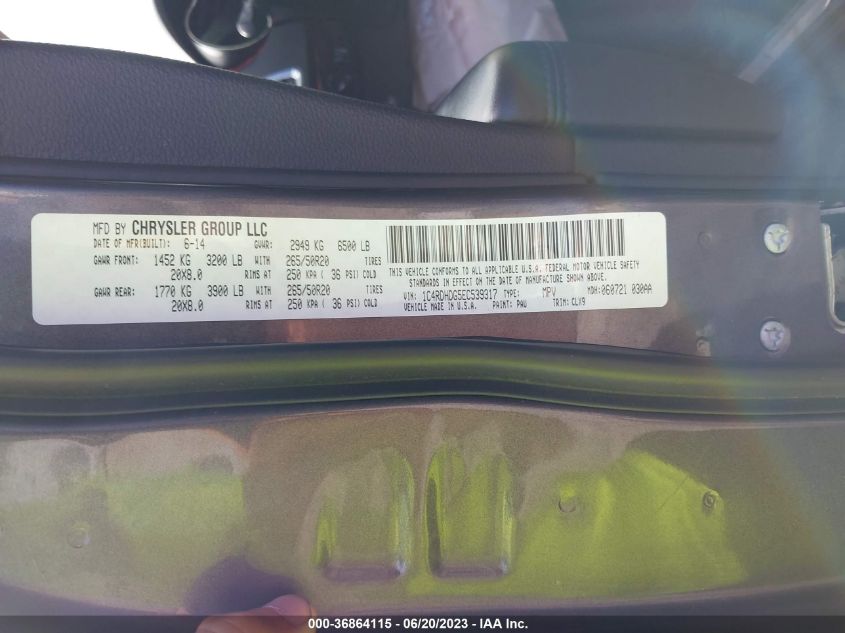 MFD BY CHRYSLER GROUP LLC
DATE OF MFR(BUILT): 6-14 GVWR: 2949 KG 6500 LB
GAWR FRONT: 1452 KG 3200 LB WITH 265/50R20 TIRES
20X8.0 RIMS AT 250 KPA ( 36 PSI) COLD
GAWR REAR: 1770 KG 3900 LB WITH 265/50R20 TIRES
20X8.0 RIMS AT 250 KPA ( 36 PSI) COLD
THIS VEHICLE CONFORMS TO ALL APPLICABLE U.S.A. FEDERAL MOTOR VEHICLE SAFETY
STANDARDS IN EFFECT ON THE DATE OF MANUFACTURE SHOWN ABOVE.
VIN: 1C4RDHDG5EC539317 TYPE: MPV MDH:060721 030AA
VEHICLE MADE IN U.S.A. PAINT: PAU TRIM: CLX9
000-36864115 - 06/20/2023 - IAA Inc.